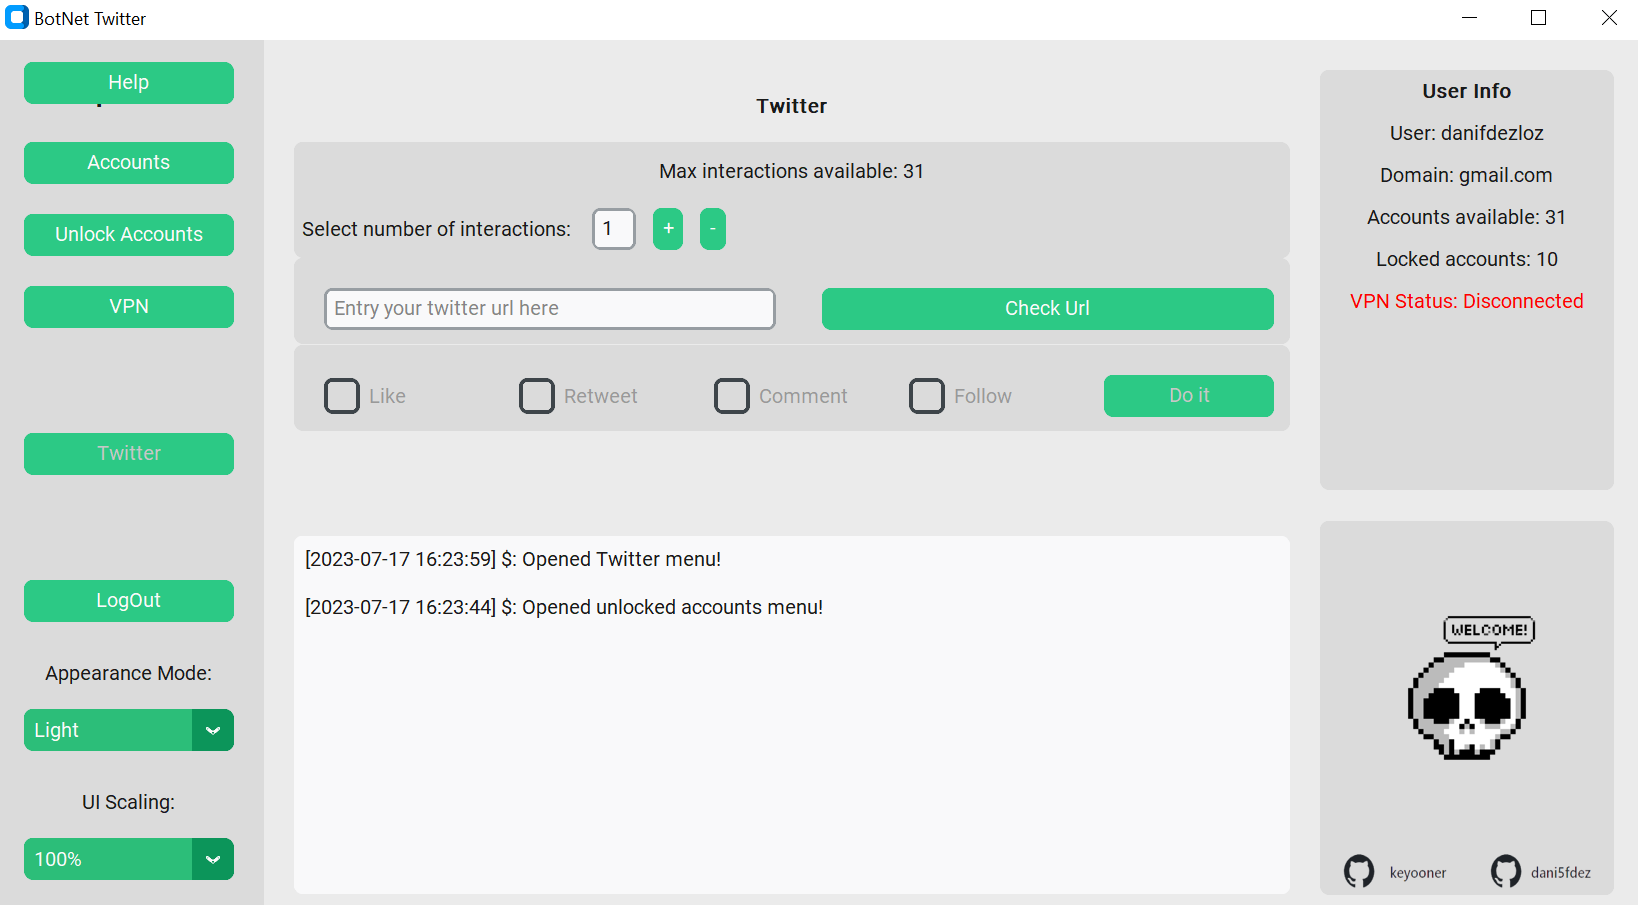 BotNet Twitter
Help
Accounts
Unlock Accounts
VPN
Twitter
LogOut
Appearance Mode:
Light
UI Scaling:
100%
Twitter
Max interactions available: 31
Select number of interactions: 1 + -
Entry your twitter url here Check Url
Like Retweet Comment Follow Do it
[2023-07-17 16:23:59] $: Opened Twitter menu!
[2023-07-17 16:23:44] $: Opened unlocked accounts menu!
User Info
User: danifdezloz
Domain: gmail.com
Accounts available: 31
Locked accounts: 10
VPN Status: Disconnected
WELCOME!
keyooner dani5fdez